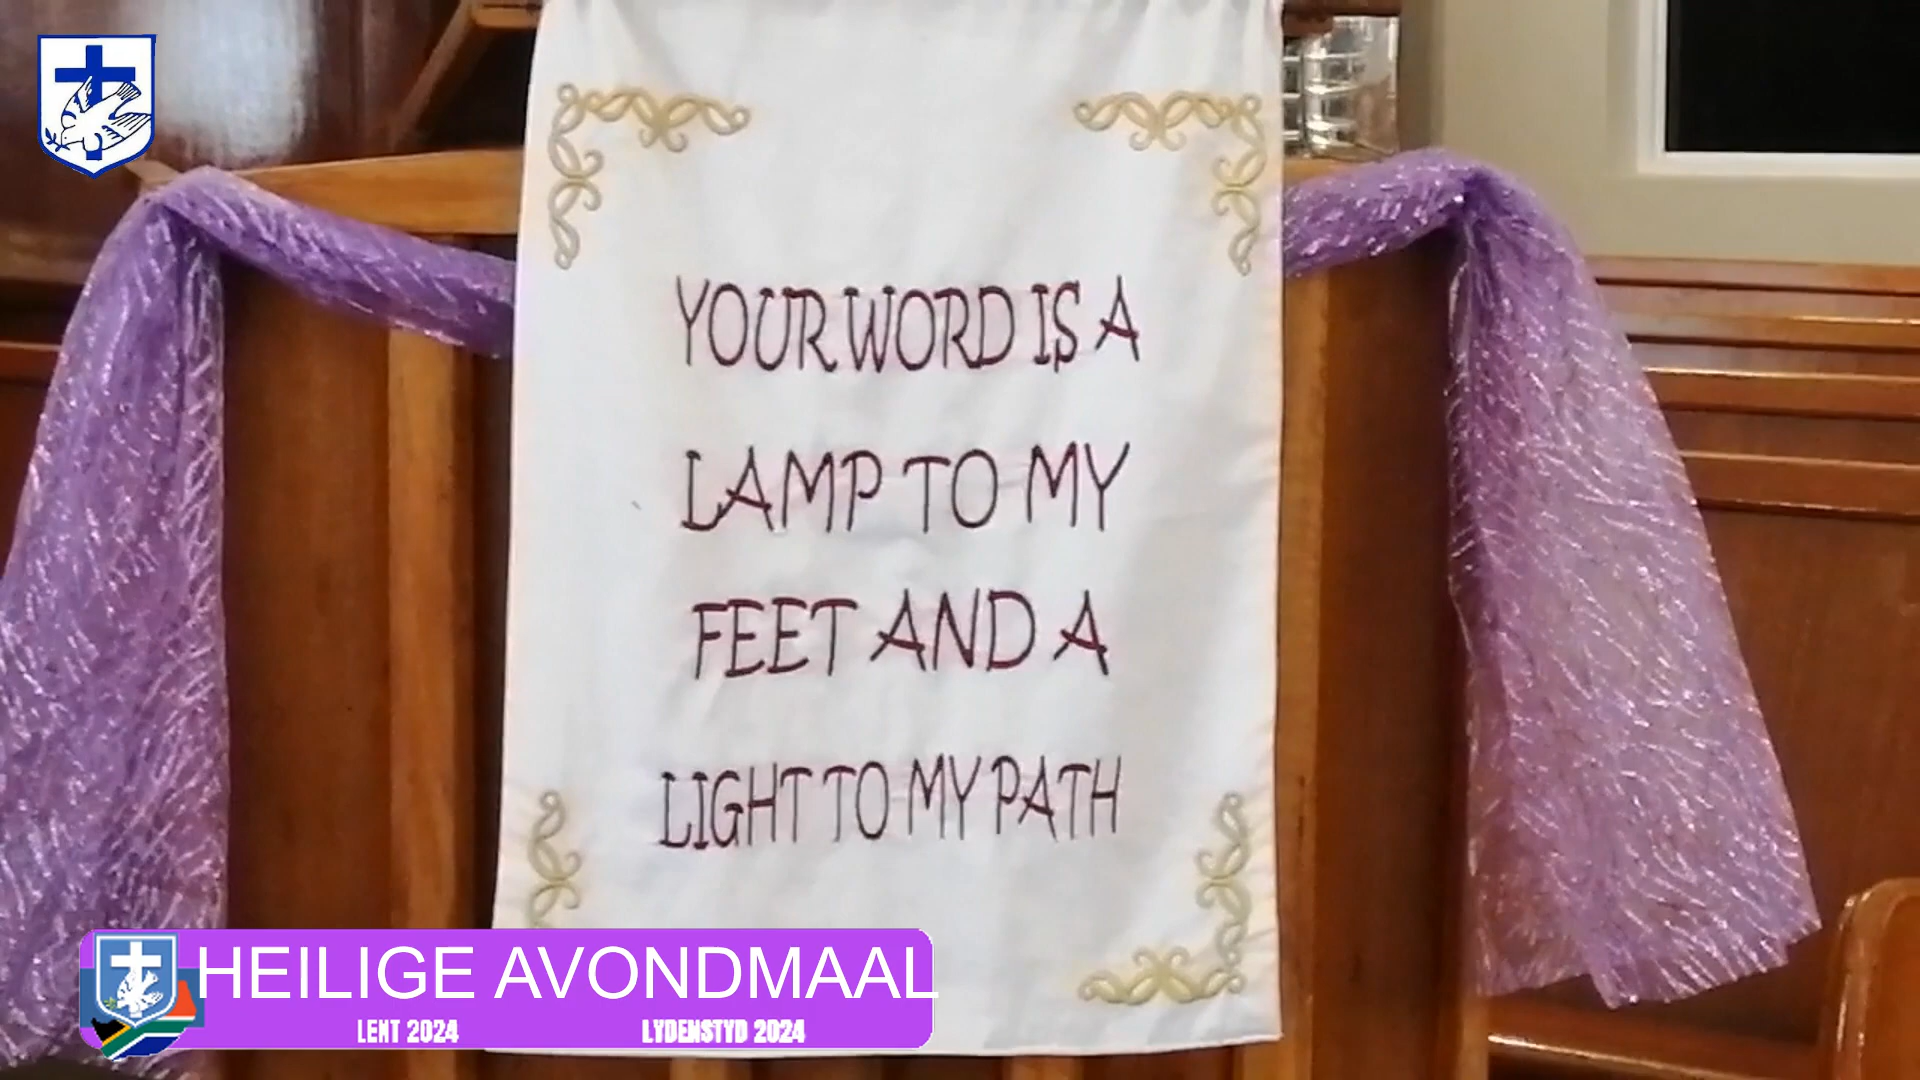 YOUR WORD IS A
LAMP TO MY
FEET AND A
LIGHT TO MY PATH
HEILIGE AVONDMAAL
LENT 2024 LYDENSTYD 2024